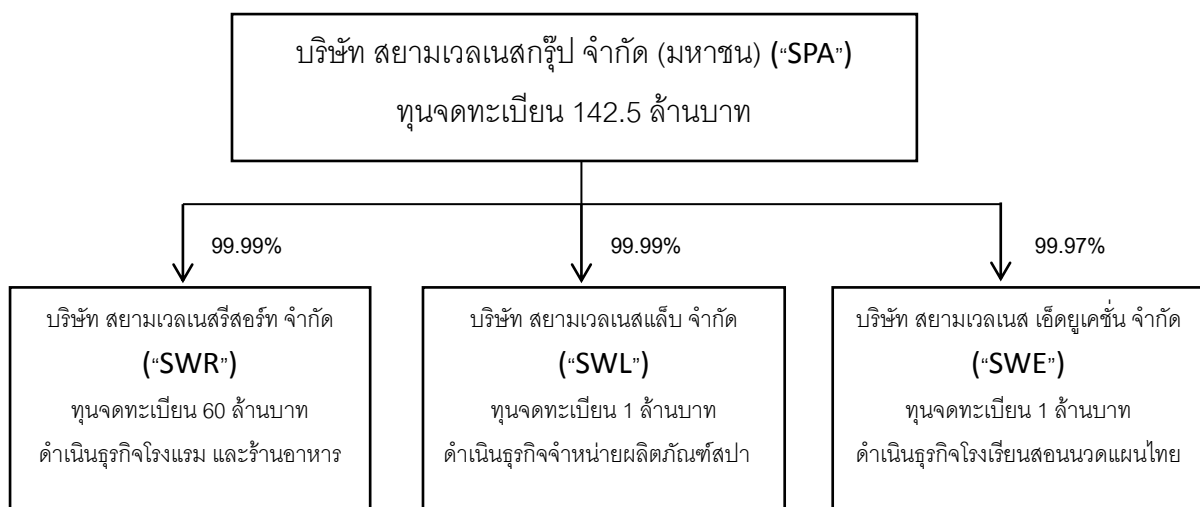 บริษัท สยามเวลเนสกรุ๊ป จำกัด (มหาชน) (“SPA”)
ทุนจดทะเบียน 142.5 ล้านบาท
99.99%
99.99%
99.97%
บริษัท สยามเวลเนสรีสอร์ท จำกัด
(“SWR”)
ทุนจดทะเบียน 60 ล้านบาท
ดำเนินธุรกิจโรงแรม และร้านอาหาร
บริษัท สยามเวลเนสแล็บ จำกัด
(“SWL”)
ทุนจดทะเบียน 1 ล้านบาท
ดำเนินธุรกิจจำหน่ายผลิตภัณฑ์สปา
บริษัท สยามเวลเนส เอ็ดยูเคชั่น จำกัด
(“SWE”)
ทุนจดทะเบียน 1 ล้านบาท
ดำเนินธุรกิจโรงเรียนสอนนวดแผนไทย